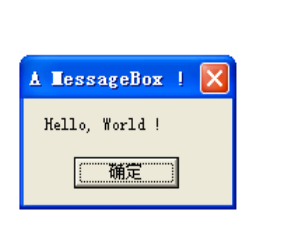 A MessageBox !
Hello, World !
确定